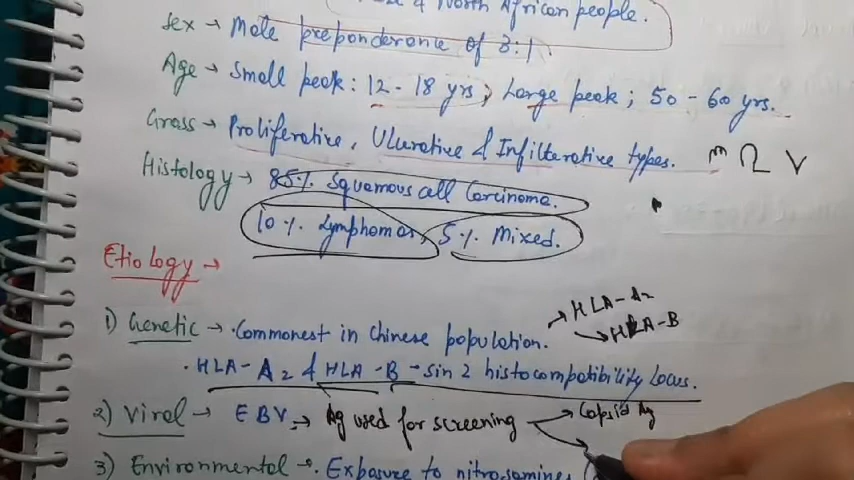 & North African people.
Sex → Male preponderance of 3:1.
Age → Small peak: 12 - 18 yrs; Large peak; 50 - 60 yrs.
Gross → Proliferative, Ulcerative & Infilterative types. m Ω V
Histology → 85% Squamous cell Carcinoma.
10% Lymphomas, 5% Mixed.
Etiology →
→ HLA-A2
1) Genetic → ·Commonest in Chinese population. → HLA-B
· HLA-A2 & HLA-B-sin 2 histocompatibility Locus.
2) Viral → EBV → Ag used for screening → Capsid Ag
3) Environmental → · Exposure to nitrosamines